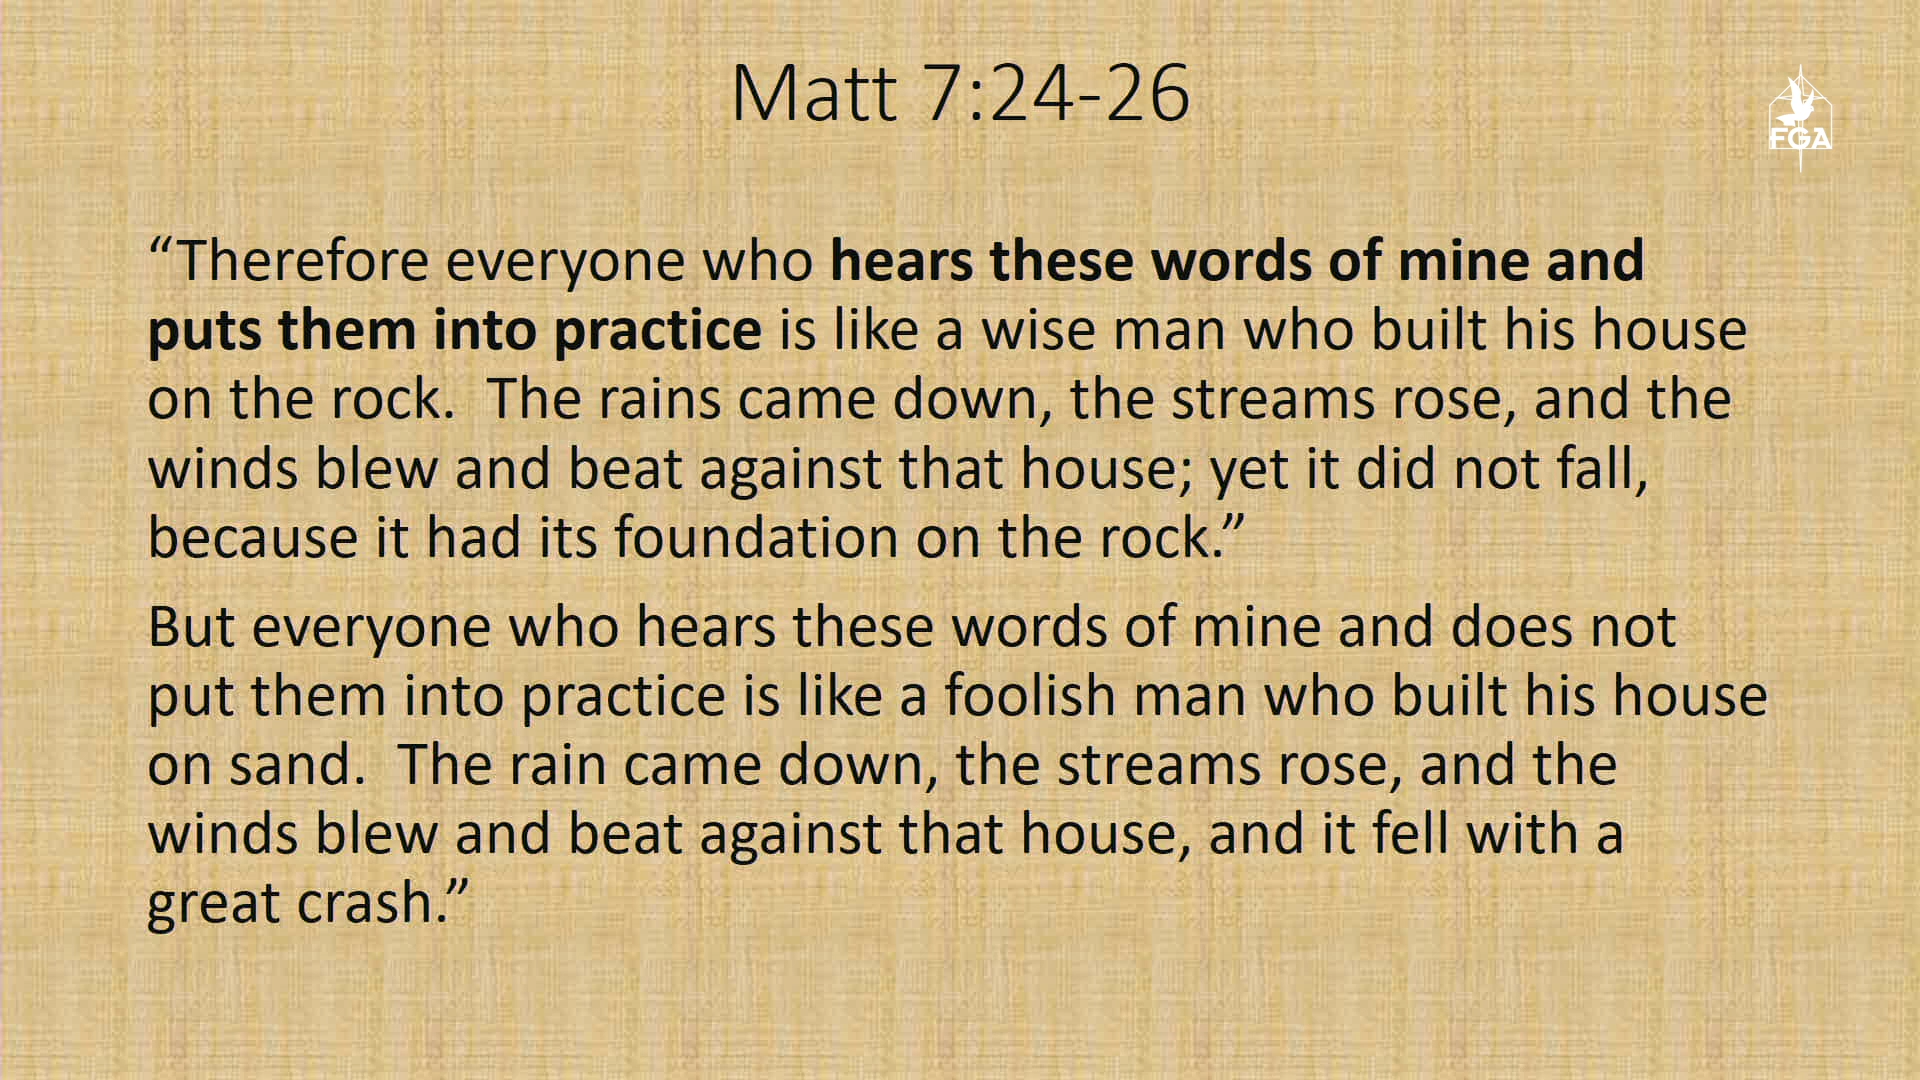 Matt 7:24-26
FGA
“Therefore everyone who hears these words of mine and
puts them into practice is like a wise man who built his house
on the rock.  The rains came down, the streams rose, and the
winds blew and beat against that house; yet it did not fall,
because it had its foundation on the rock.”
But everyone who hears these words of mine and does not
put them into practice is like a foolish man who built his house
on sand.  The rain came down, the streams rose, and the
winds blew and beat against that house, and it fell with a
great crash.”